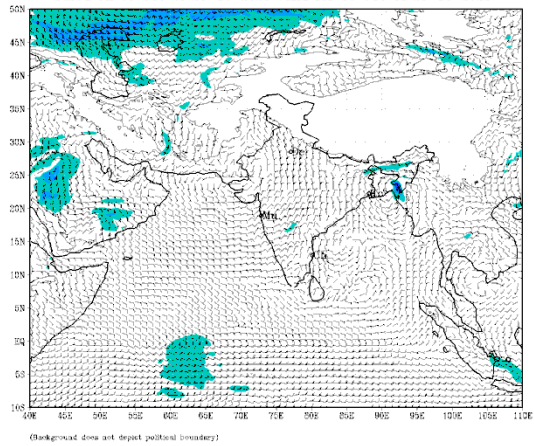 50N
45N
40N
35N
30N
25N
20N
15N
10N
5N
EQ
5S
10S
40E 45E 50E 55E 60E 65E 70E 75E 80E 85E 90E 95E 100E 105E 110E
(Background does not depict political boundary)